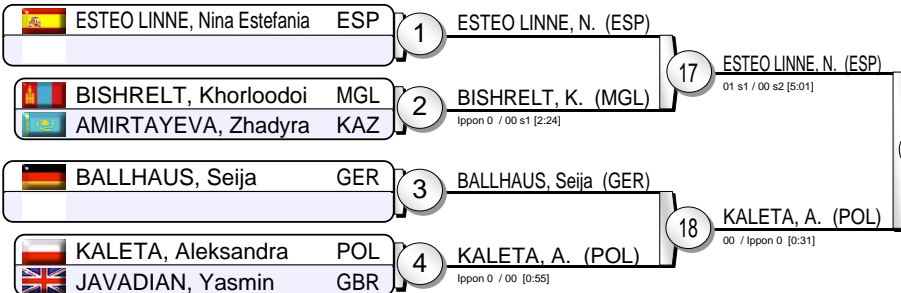 ESTEO LINNE, Nina Estefania ESP
1
ESTEO LINNE, N. (ESP)
BISHRELT, Khorloodoi MGL
AMIRTAYEVA, Zhadyra KAZ
2
BISHRELT, K. (MGL)
Ippon 0 / 00 s1 [2:24]
17
ESTEO LINNE, N. (ESP)
01 s1 / 00 s2 [5:01]
BALLHAUS, Seija GER
3
BALLHAUS, Seija (GER)
KALETA, Aleksandra POL
JAVADIAN, Yasmin GBR
4
KALETA, A. (POL)
Ippon 0 / 00 [0:55]
18
KALETA, A. (POL)
00 / Ippon 0 [0:31]